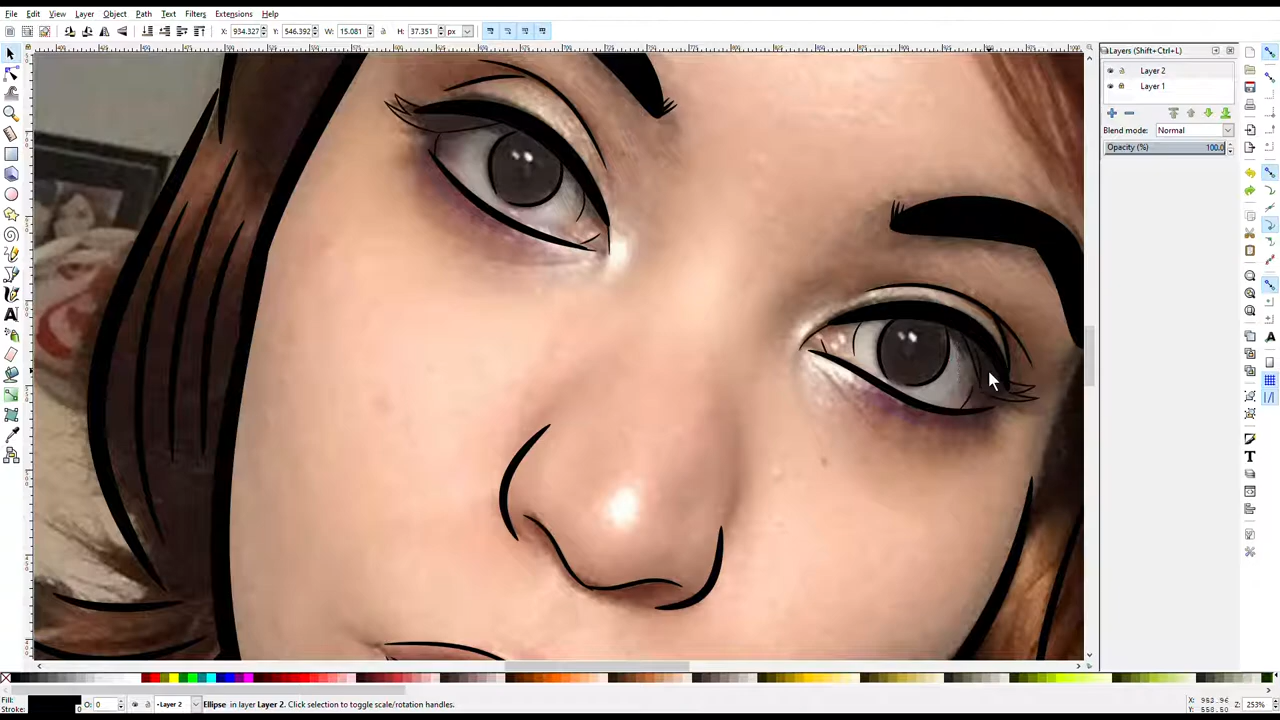 File Edit View Layer Object Path Text Filters Extensions Help
X: 934.327 Y: 546.392 W: 15.081 H: 37.351 px
Layers (Shift+Ctrl+L)
Layer 2
Layer 1
Blend mode: Normal
Opacity (%) 100.0
Fill:
Stroke: 0
O: 0
Layer 2
Ellipse in layer Layer 2. Click selection to toggle scale/rotation handles.
Z: 253%